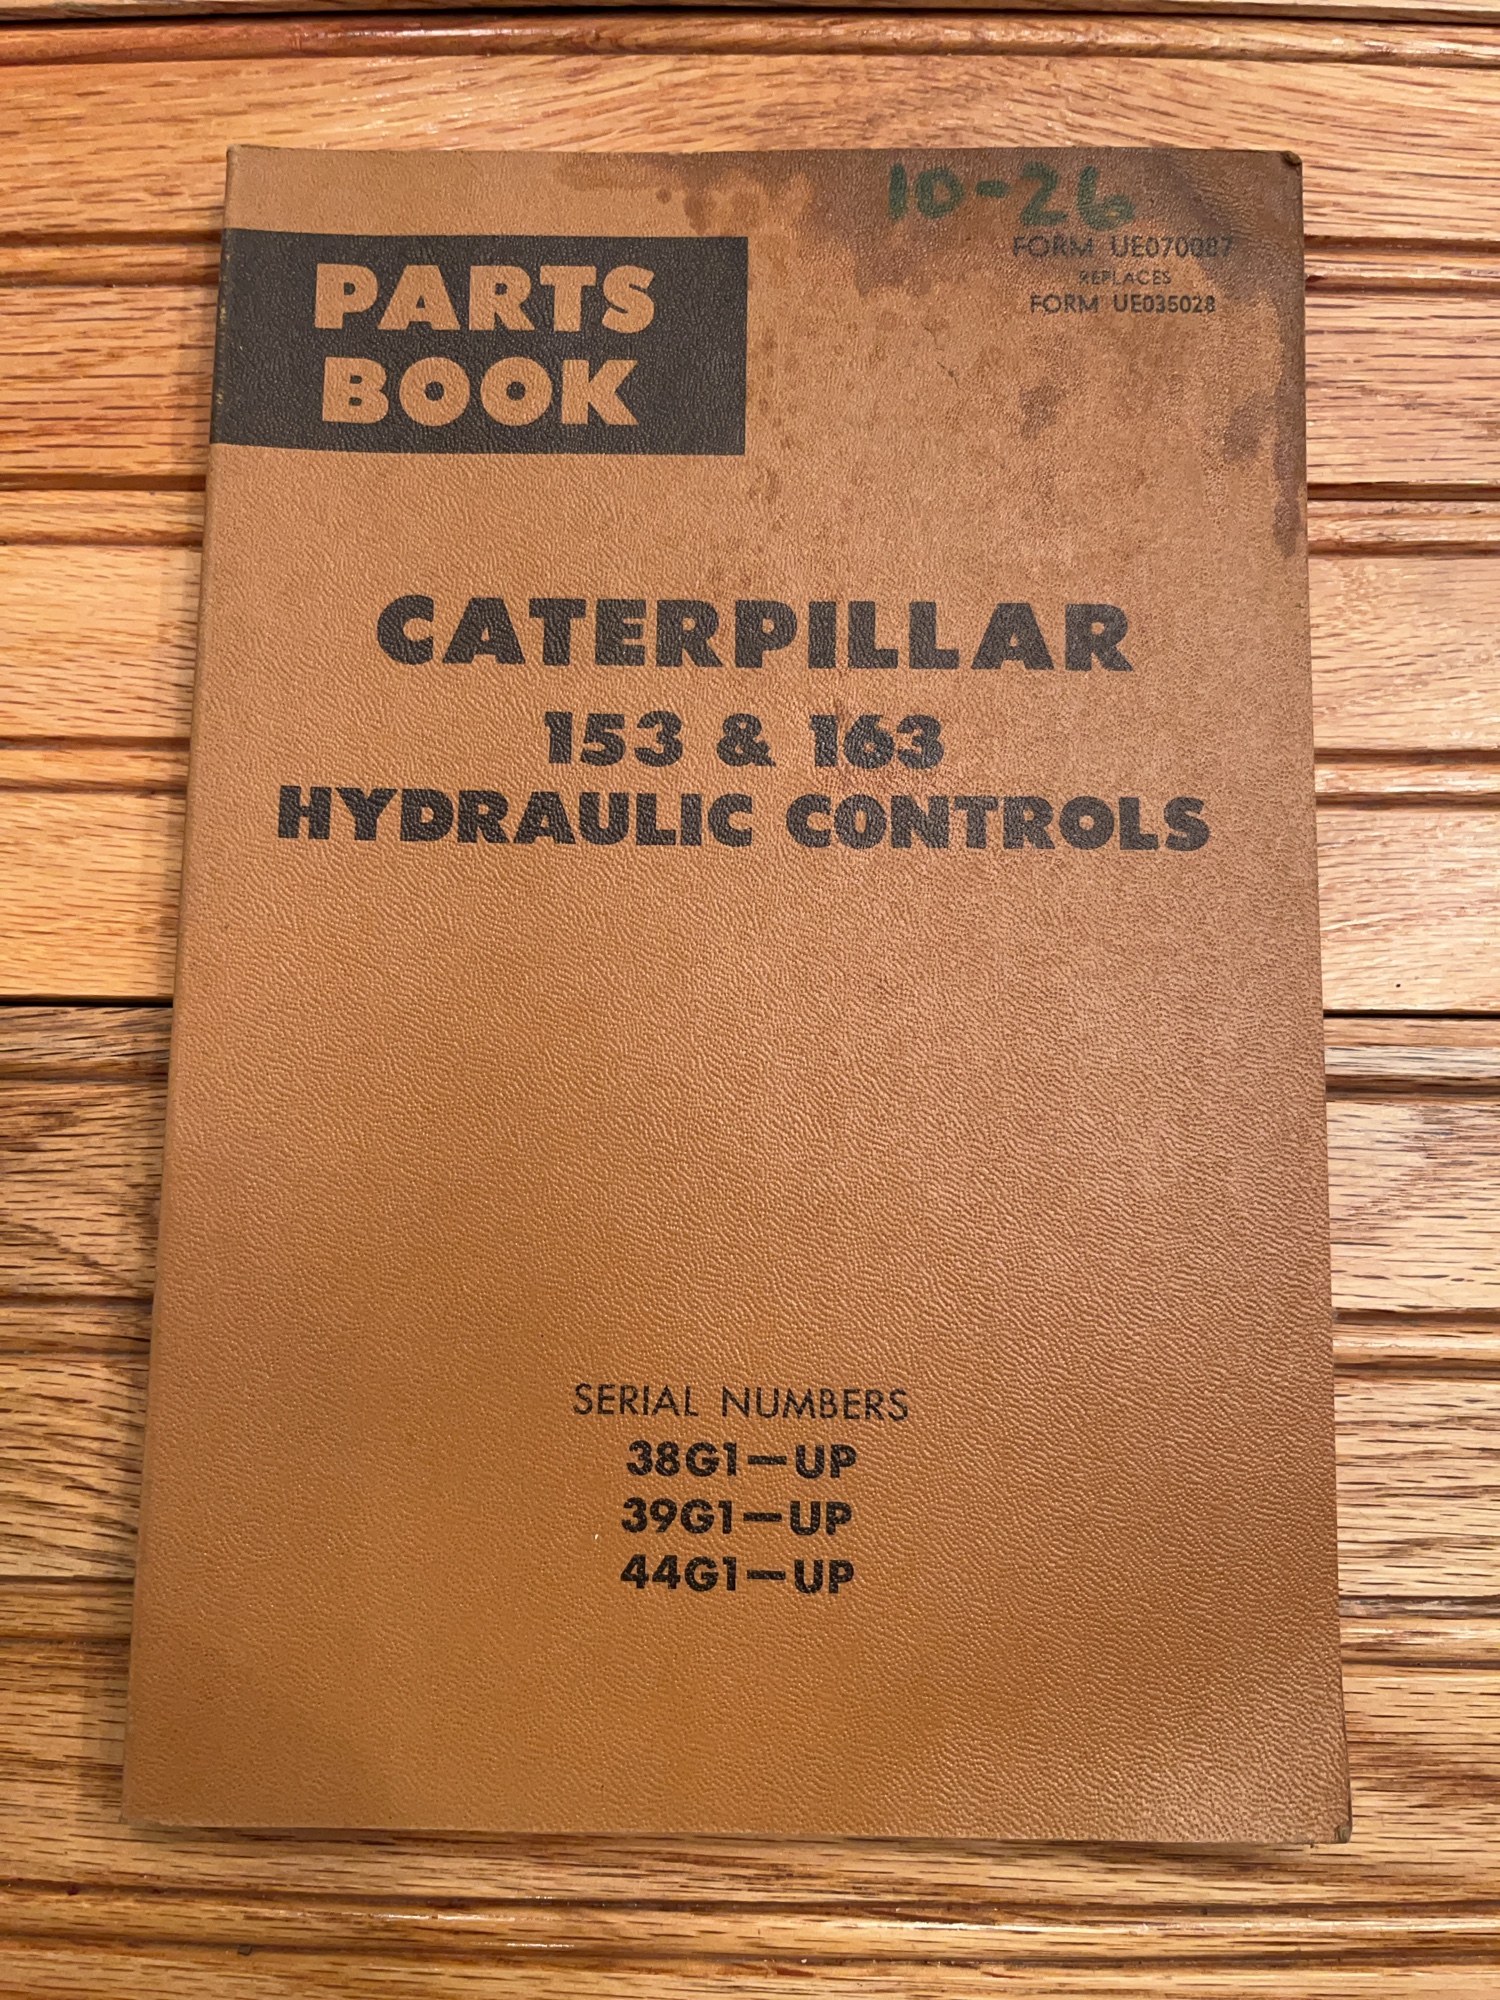 10-26
FORM UE070087
REPLACES
FORM UE035028
PARTS
BOOK
CATERPILLAR
153 & 163
HYDRAULIC CONTROLS
SERIAL NUMBERS
38G1—UP
39G1—UP
44G1—UP